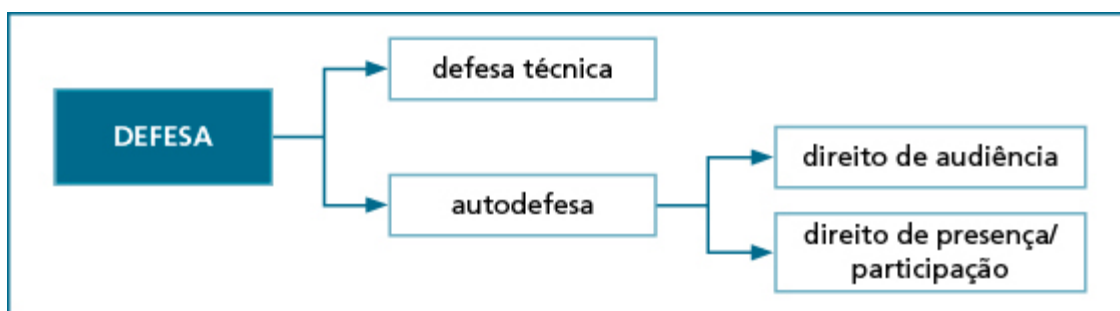 DEFESA
defesa técnica
autodefesa
direito de audiência
direito de presença/
participação